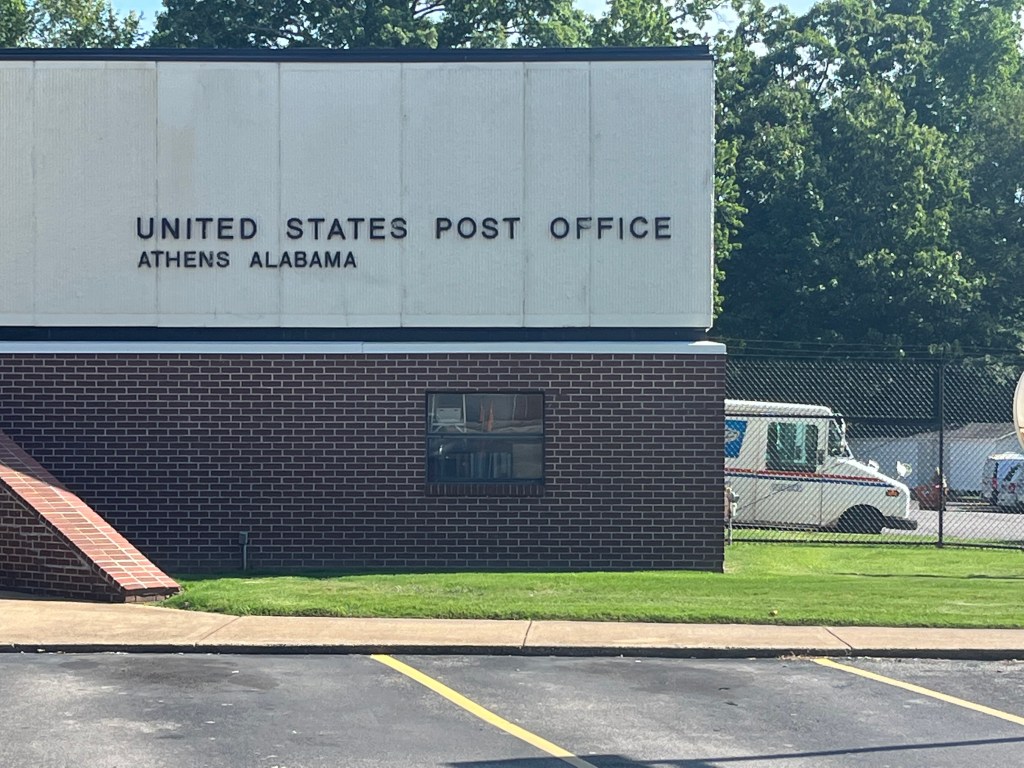 UNITED STATES POST OFFICE
ATHENS ALABAMA